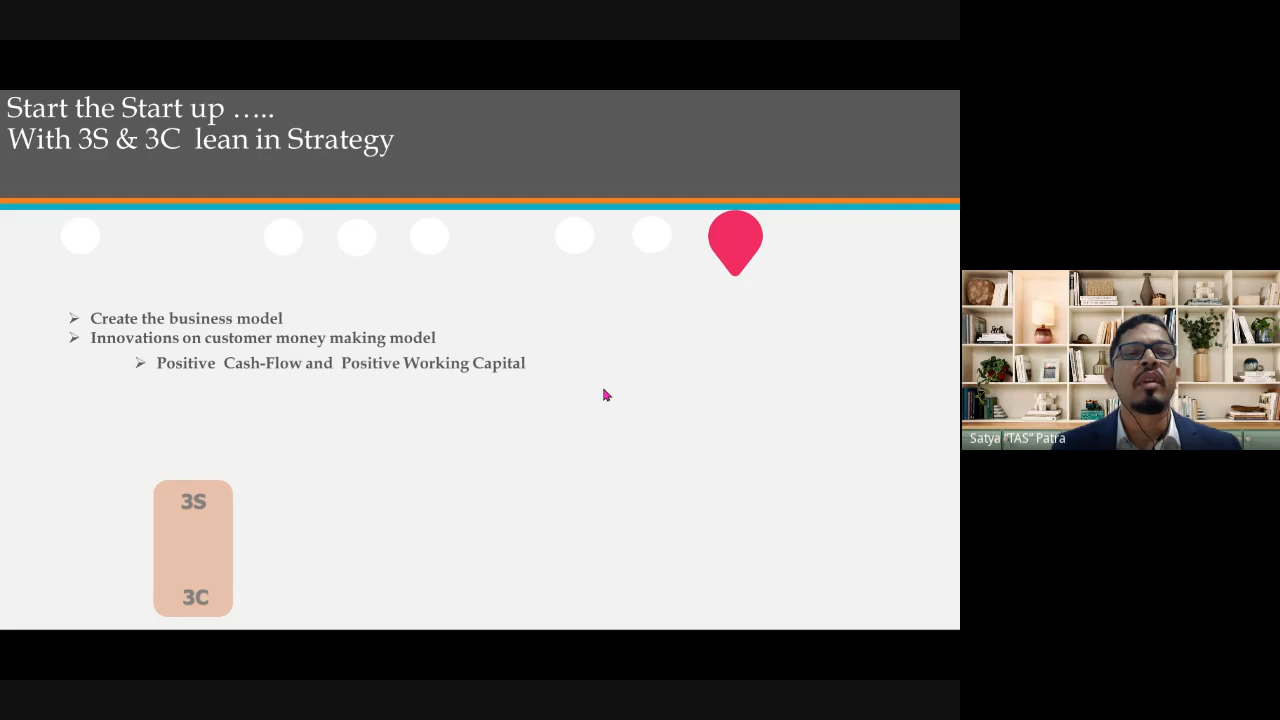 Start the Start up …..
With 3S & 3C  lean in Strategy
Create the business model
Innovations on customer money making model
Positive  Cash-Flow and  Positive Working Capital
3S
3C
Satya “TAS” Patra